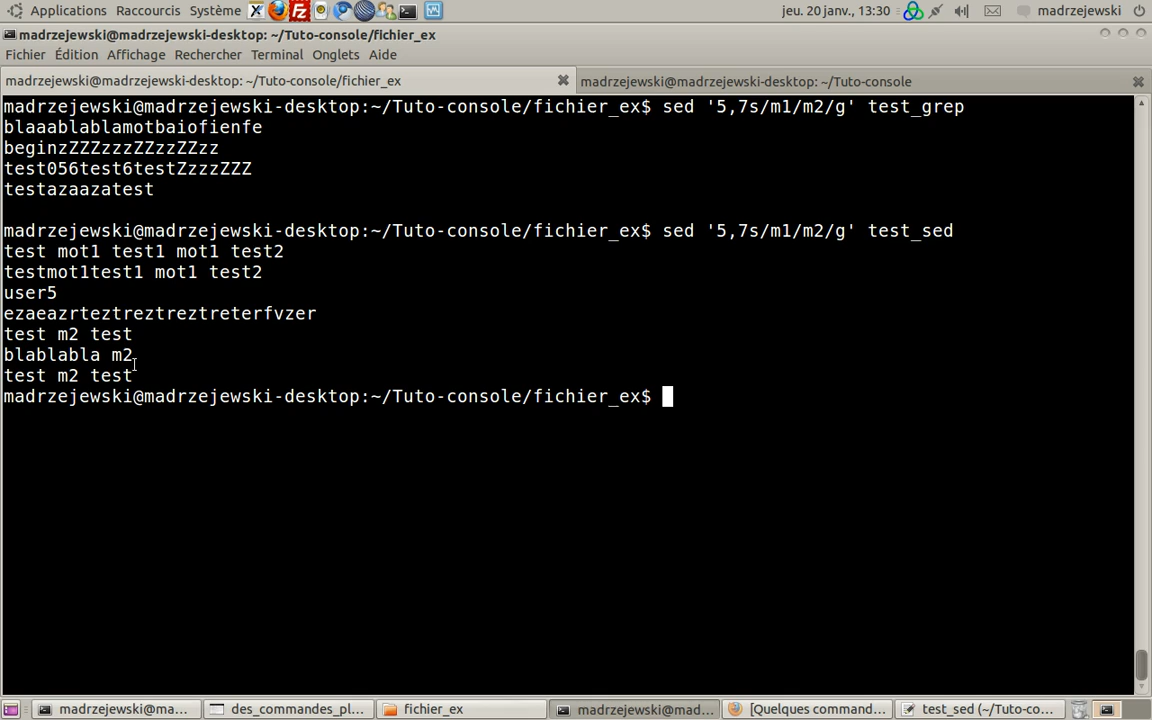 Applications Raccourcis Système jeu. 20 janv., 13:30 madrzejewski
madrzejewski@madrzejewski-desktop: ~/Tuto-console/fichier_ex
Fichier Édition Affichage Rechercher Terminal Onglets Aide
madrzejewski@madrzejewski-desktop: ~/Tuto-console/fichier_ex madrzejewski@madrzejewski-desktop: ~/Tuto-console
madrzejewski@madrzejewski-desktop:~/Tuto-console/fichier_ex$ sed '5,7s/m1/m2/g' test_grep
blaaablablamotbaiofienfe
beginzZZZzzzZZzzZZzz
test056test6testZzzzZZZ
testazaazatest
madrzejewski@madrzejewski-desktop:~/Tuto-console/fichier_ex$ sed '5,7s/m1/m2/g' test_sed
test mot1 test1 mot1 test2
testmot1test1 mot1 test2
user5
ezaeazrteztreztreztreterfvzer
test m2 test
blablabla m2
test m2 test
madrzejewski@madrzejewski-desktop:~/Tuto-console/fichier_ex$
madrzejewski@ma... des_commandes_pl... fichier_ex madrzejewski@mad... [Quelques command... test_sed (~/Tuto-co...